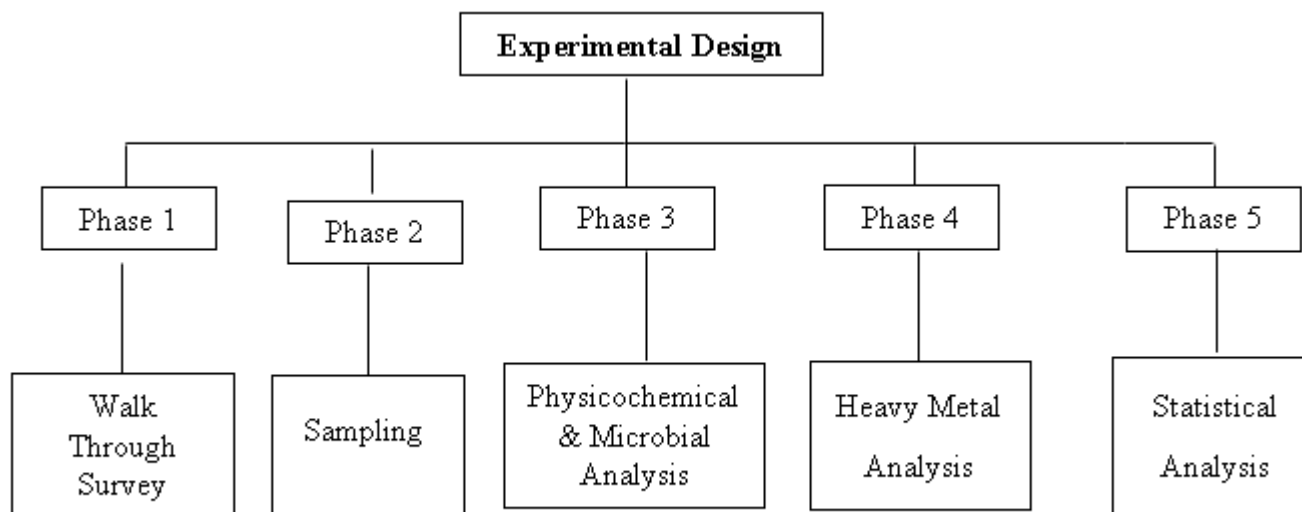 Experimental Design
Phase 1
Phase 2
Phase 3
Phase 4
Phase 5
Walk
Through
Survey
Sampling
Physicochemical
& Microbial
Analysis
Heavy Metal
Analysis
Statistical
Analysis